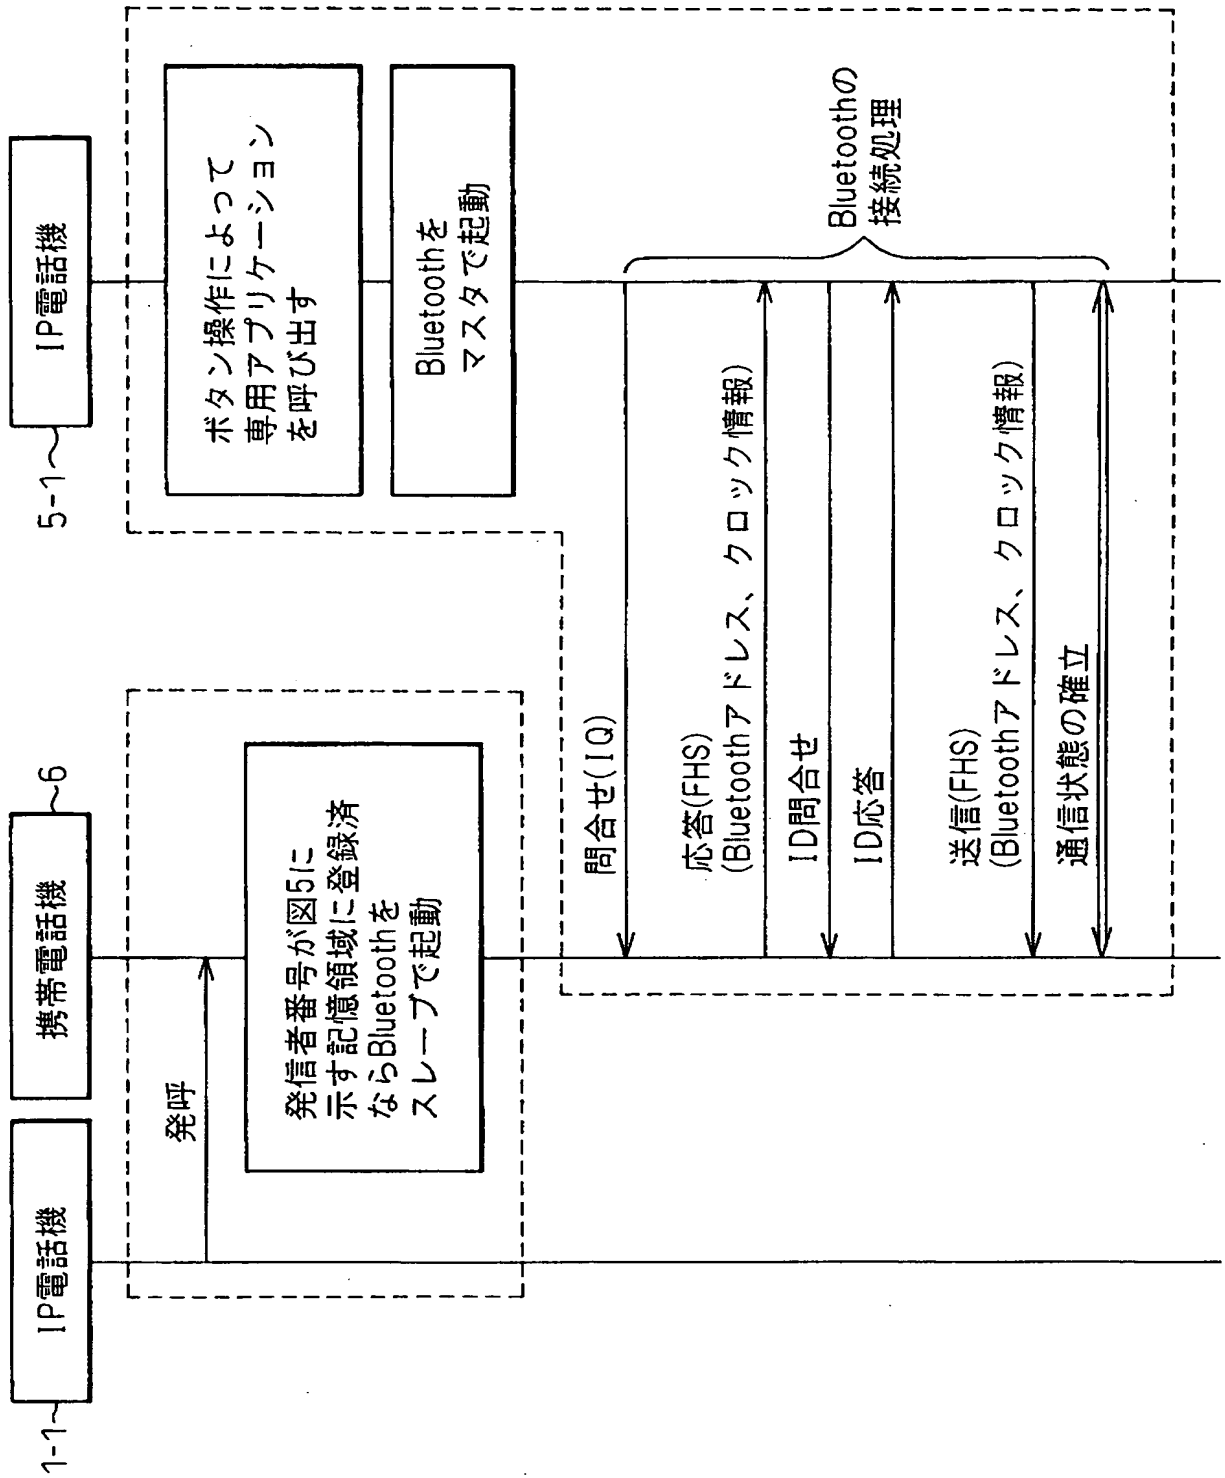 1-1
IP電話機
携帯電話機
6
5-1
IP電話機
発呼
発信者番号が図5に
示す記憶領域に登録済
ならBluetoothを
スレーブで起動
ボタン操作によって
専用アプリケーション
を呼び出す
Bluetoothを
マスタで起動
問合せ(IQ)
応答(FHS)
(Bluetoothアドレス、クロック情報)
ID問合せ
ID応答
送信(FHS)
(Bluetoothアドレス、クロック情報)
通信状態の確立
Bluetoothの
接続処理